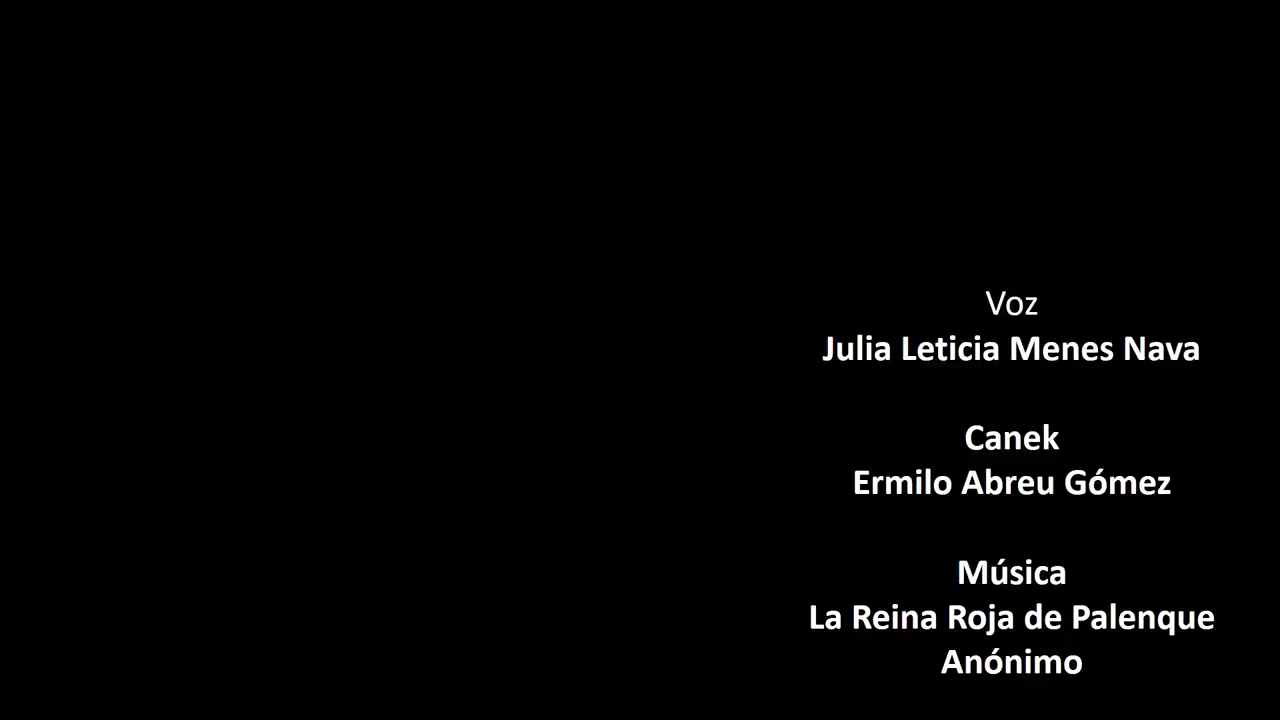 Voz
Julia Leticia Menes Nava
Canek
Ermilo Abreu Gómez
Música
La Reina Roja de Palenque
Anónimo